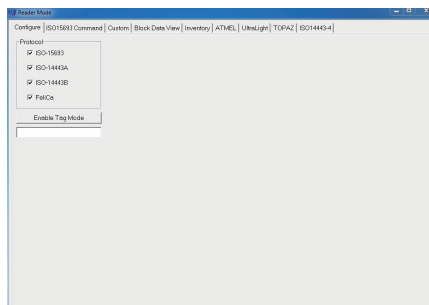 Reader Mode
Configure ISO15693 Command Custom Block Data View Inventory ATMEL UltraLight TOPAZ ISO14443-4
Protocol
ISO-15693
ISO-14443A
ISO-14443B
FeliCa
Enable Tag Mode